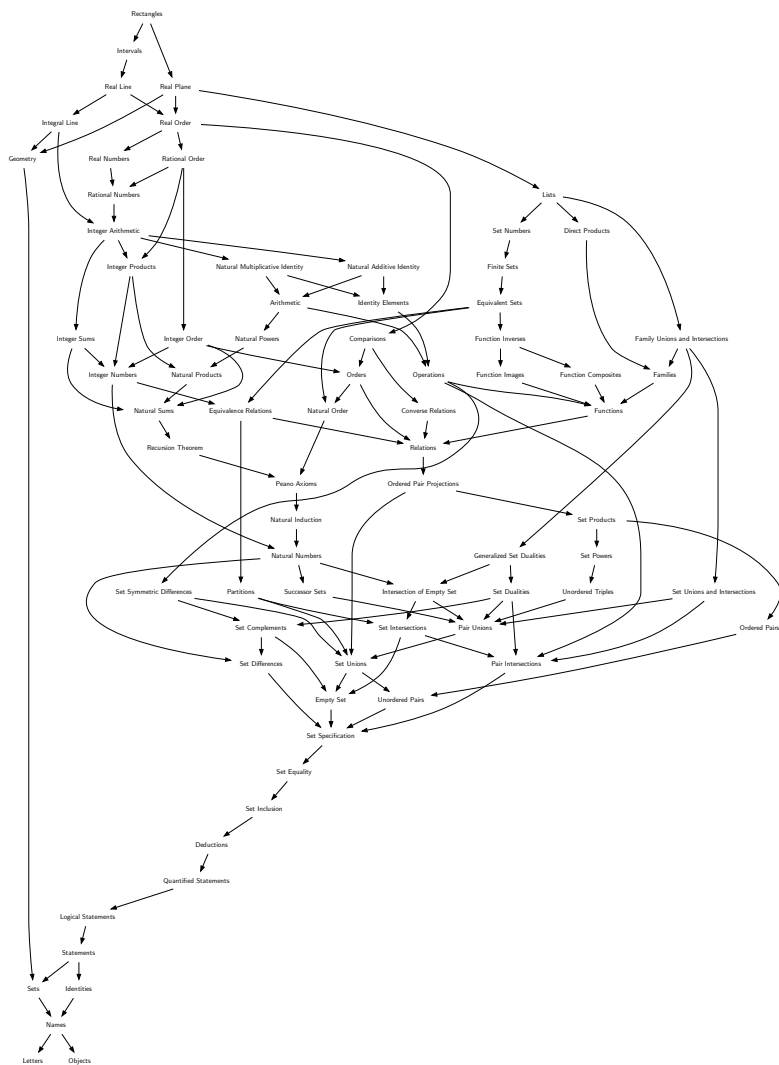 Rectangles
Intervals
Real Line
Real Plane
Integral Line
Real Order
Geometry
Real Numbers
Rational Order
Rational Numbers
Lists
Integer Arithmetic
Set Numbers
Direct Products
Integer Products
Natural Multiplicative Identity
Natural Additive Identity
Finite Sets
Arithmetic
Identity Elements
Equivalent Sets
Integer Sums
Integer Order
Natural Powers
Comparisons
Function Inverses
Family Unions and Intersections
Integer Numbers
Natural Products
Orders
Operations
Function Images
Function Composites
Families
Natural Sums
Equivalence Relations
Natural Order
Converse Relations
Functions
Recursion Theorem
Relations
Peano Axioms
Ordered Pair Projections
Natural Induction
Set Products
Natural Numbers
Generalized Set Dualities
Set Powers
Set Symmetric Differences
Partitions
Successor Sets
Intersection of Empty Set
Set Dualities
Unordered Triples
Set Unions and Intersections
Set Complements
Set Intersections
Pair Unions
Ordered Pairs
Set Differences
Set Unions
Pair Intersections
Empty Set
Unordered Pairs
Set Specification
Set Equality
Set Inclusion
Deductions
Quantified Statements
Logical Statements
Statements
Sets
Identities
Names
Letters
Objects